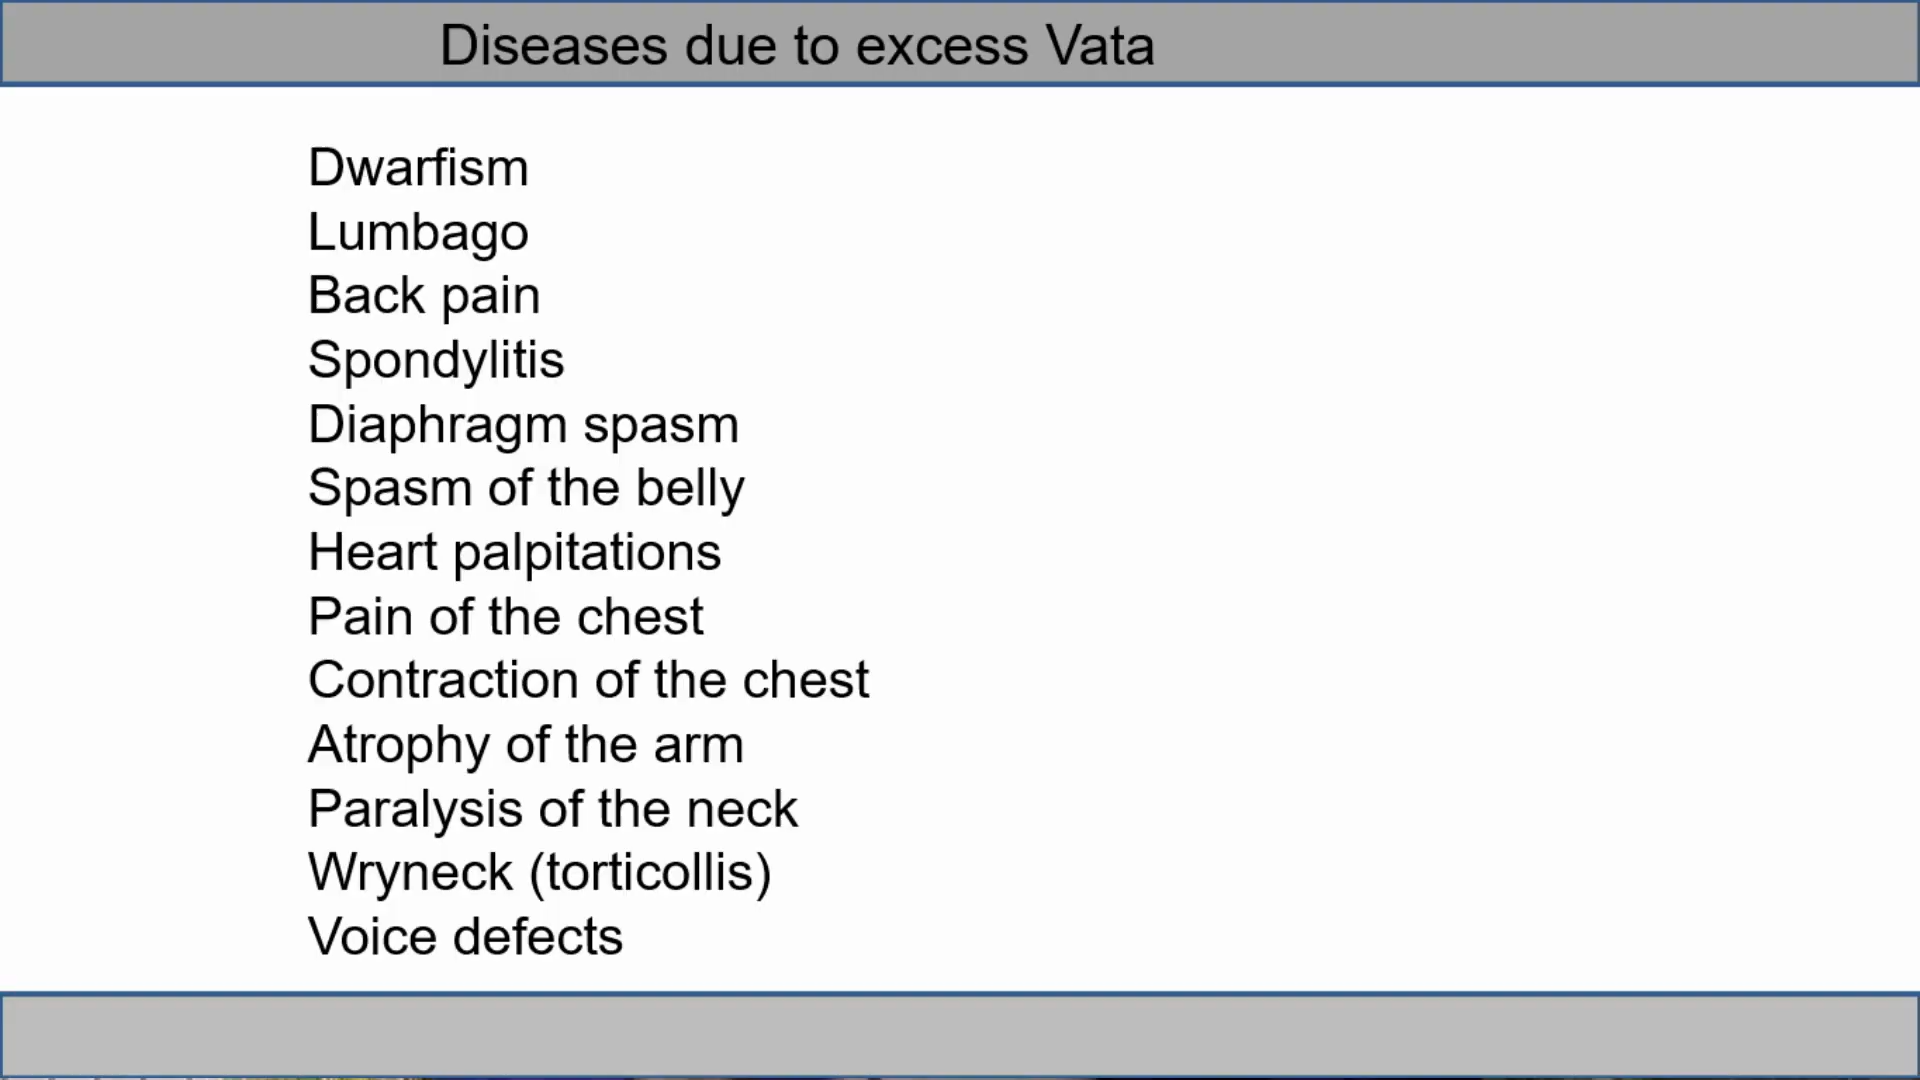 Diseases due to excess Vata
Dwarfism
Lumbago
Back pain
Spondylitis
Diaphragm spasm
Spasm of the belly
Heart palpitations
Pain of the chest
Contraction of the chest
Atrophy of the arm
Paralysis of the neck
Wryneck (torticollis)
Voice defects